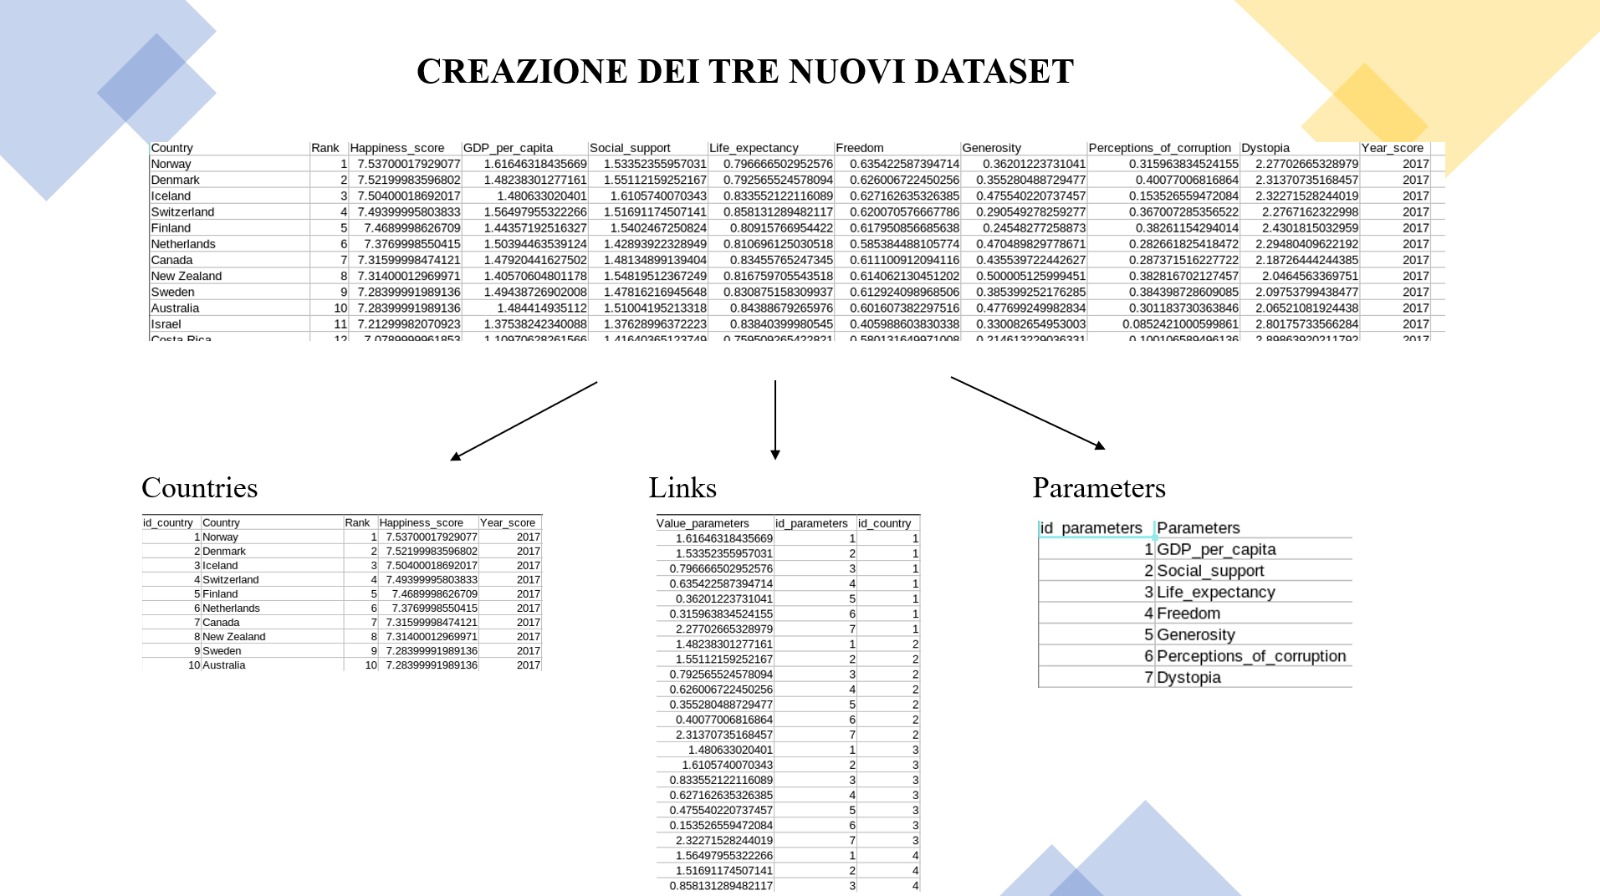 CREAZIONE DEI TRE NUOVI DATASET
Country Rank Happiness_score GDP_per_capita Social_support Life_expectancy Freedom Generosity Perceptions_of_corruption Dystopia Year_score
Norway 1 7.53700017929077 1.61646318435669 1.53352355957031 0.796666502952576 0.635422587394714 0.36201223731041 0.315963834524155 2.27702665328979 2017
Denmark 2 7.52199983596802 1.48238301277161 1.55112159252167 0.792565524578094 0.626006722450256 0.355280488729477 0.40077006816864 2.31370735168457 2017
Iceland 3 7.50400018692017 1.480633020401 1.6105740070343 0.833552122116089 0.627162635326385 0.475540220737457 0.153526559472084 2.32271528244019 2017
Switzerland 4 7.49399995803833 1.56497955322266 1.51691174507141 0.858131289482117 0.620070576667786 0.290549278259277 0.367007285356522 2.2767162322998 2017
Finland 5 7.4689998626709 1.44357192516327 1.5402467250824 0.80915766954422 0.617950856685638 0.24548277258873 0.38261154294014 2.4301815032959 2017
Netherlands 6 7.3769998550415 1.50394463539124 1.42893922328949 0.810696125030518 0.585384488105774 0.470489829778671 0.282661825418472 2.29480409622192 2017
Canada 7 7.31599998474121 1.47920441627502 1.48134899139404 0.83455765247345 0.611100912094116 0.435539722442627 0.287371516227722 2.18726444244385 2017
New Zealand 8 7.31400012969971 1.40570604801178 1.54819512367249 0.816759705543518 0.614062130451202 0.500005125999451 0.382816702127457 2.0464563369751 2017
Sweden 9 7.28399991989136 1.49438726902008 1.47816216945648 0.830875158309937 0.612924098968506 0.385399252176285 0.384398728609085 2.09753799438477 2017
Australia 10 7.28399991989136 1.484414935112 1.51004195213318 0.84388679265976 0.601607382297516 0.477699249982834 0.301183730363846 2.06521081924438 2017
Israel 11 7.21299982070923 1.37538242340088 1.37628996372223 0.83840399980545 0.405988603830338 0.330082654953003 0.0852421000599861 2.80175733566284 2017
Costa Rica 12 7.0789999961853 1.10970628261566 1.41640365123749 0.759509265422821 0.580131649971008 0.214613229036331 0.100106589496136 2.89863920211792 2017
Countries
id_country Country Rank Happiness_score Year_score
1 Norway 1 7.53700017929077 2017
2 Denmark 2 7.52199983596802 2017
3 Iceland 3 7.50400018692017 2017
4 Switzerland 4 7.49399995803833 2017
5 Finland 5 7.4689998626709 2017
6 Netherlands 6 7.3769998550415 2017
7 Canada 7 7.31599998474121 2017
8 New Zealand 8 7.31400012969971 2017
9 Sweden 9 7.28399991989136 2017
10 Australia 10 7.28399991989136 2017
Links
Value_parameters id_parameters id_country
1.61646318435669 1 1
1.53352355957031 2 1
0.796666502952576 3 1
0.635422587394714 4 1
0.36201223731041 5 1
0.315963834524155 6 1
2.27702665328979 7 1
1.48238301277161 1 2
1.55112159252167 2 2
0.792565524578094 3 2
0.626006722450256 4 2
0.355280488729477 5 2
0.40077006816864 6 2
2.31370735168457 7 2
1.480633020401 1 3
1.6105740070343 2 3
0.833552122116089 3 3
0.627162635326385 4 3
0.475540220737457 5 3
0.153526559472084 6 3
2.32271528244019 7 3
1.56497955322266 1 4
1.51691174507141 2 4
0.858131289482117 3 4
Parameters
id_parameters Parameters
1 GDP_per_capita
2 Social_support
3 Life_expectancy
4 Freedom
5 Generosity
6 Perceptions_of_corruption
7 Dystopia